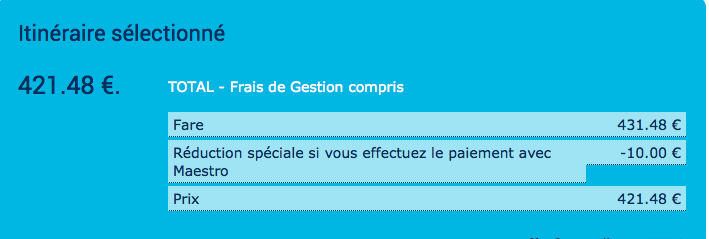 Itinéraire sélectionné
421.48 €. TOTAL - Frais de Gestion compris
Fare 431.48 €
Réduction spéciale si vous effectuez le paiement avec -10.00 €
Maestro
Prix 421.48 €